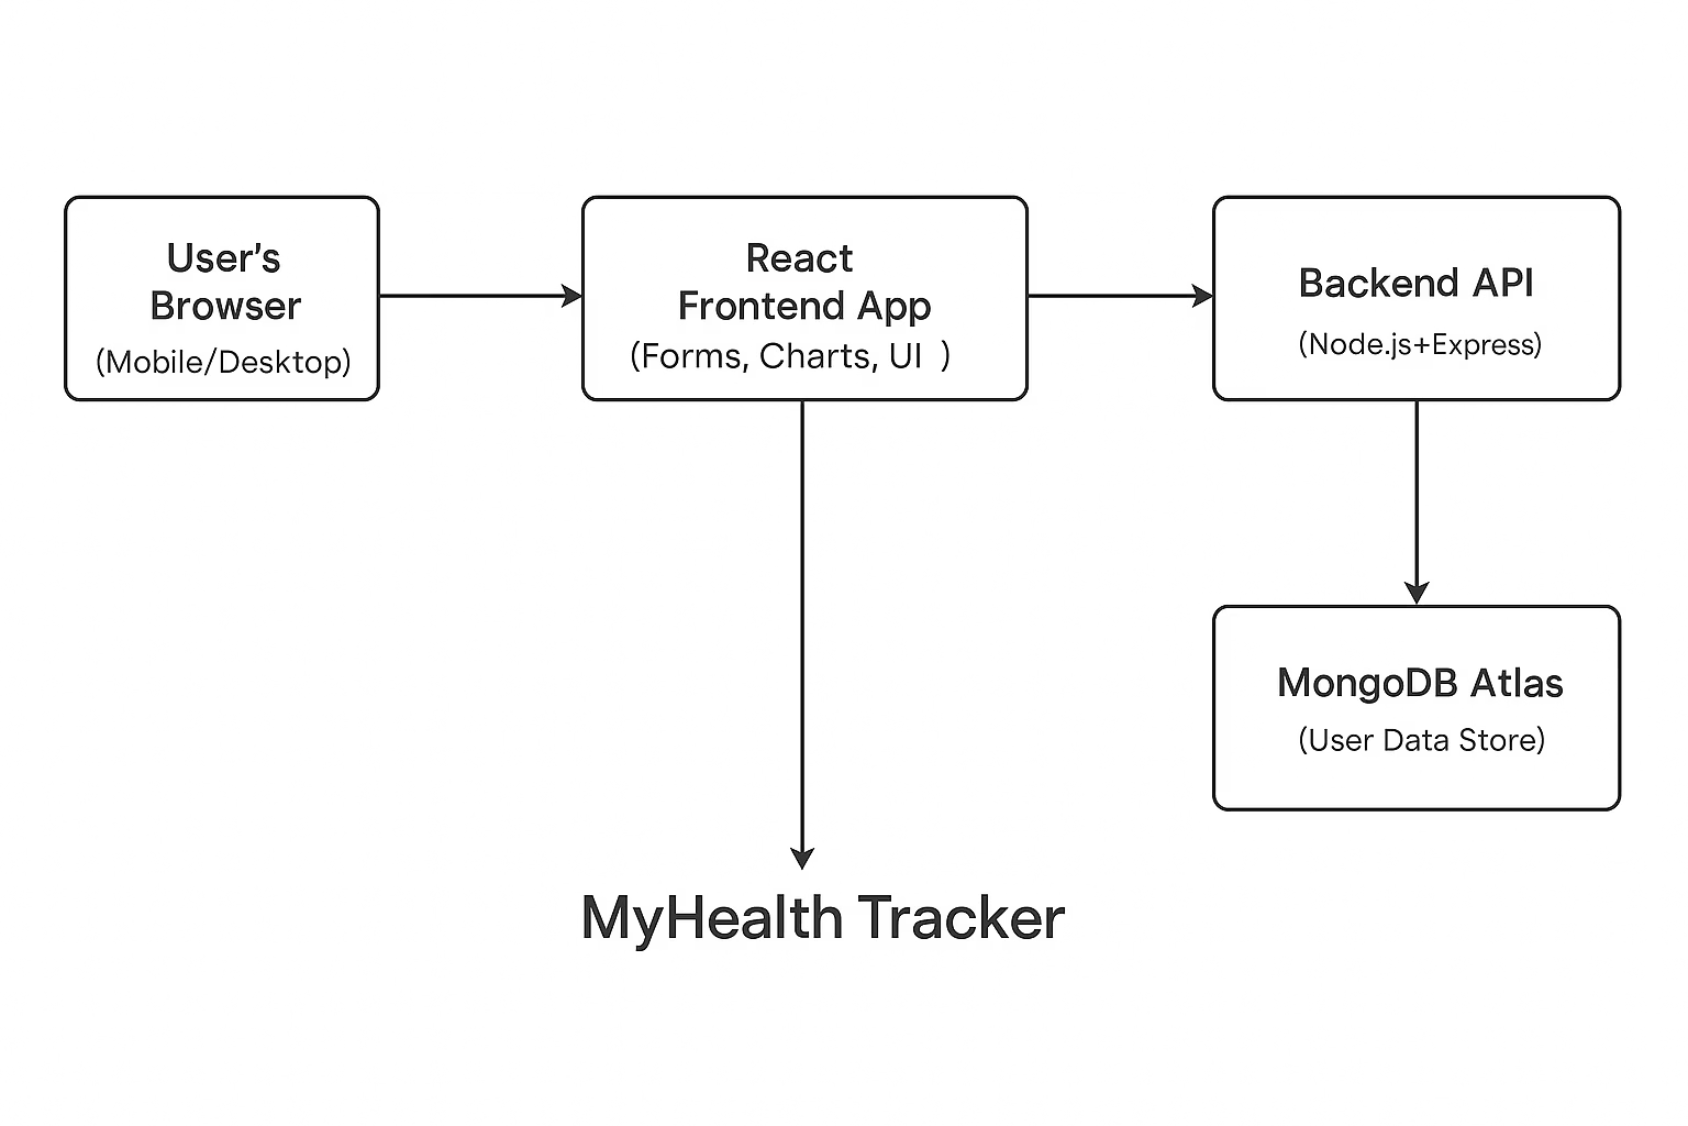 User's
Browser
(Mobile/Desktop)
React
Frontend App
(Forms, Charts, UI )
Backend API
(Node.js+Express)
MongoDB Atlas
(User Data Store)
MyHealth Tracker